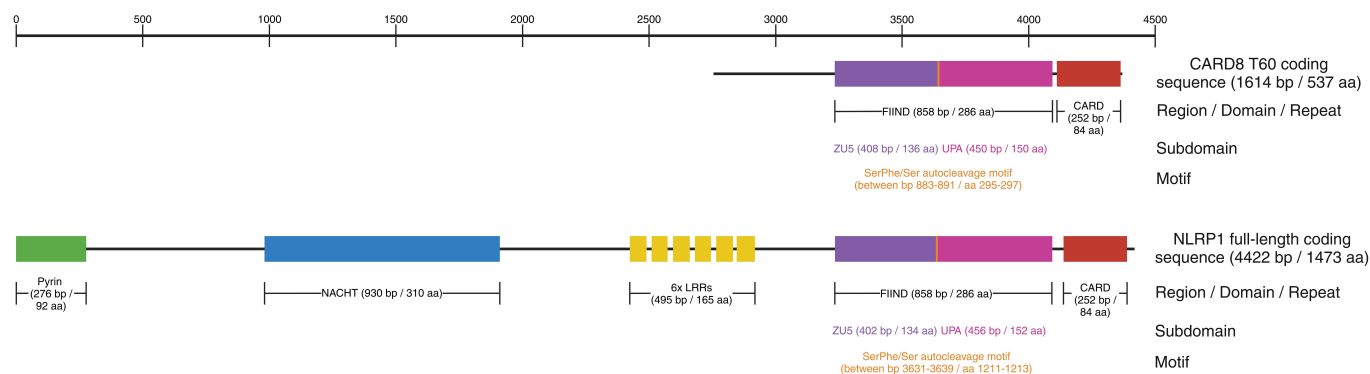 0 500 1000 1500 2000 2500 3000 3500 4000 4500
CARD8 T60 coding
sequence (1614 bp / 537 aa)
FIIND (858 bp / 286 aa)
CARD
(252 bp /
84 aa)
Region / Domain / Repeat
ZU5 (408 bp / 136 aa) UPA (450 bp / 150 aa)
Subdomain
SerPhe/Ser autocleavage motif
(between bp 883-891 / aa 295-297)
Motif
NLRP1 full-length coding
sequence (4422 bp / 1473 aa)
Pyrin
(276 bp /
92 aa)
NACHT (930 bp / 310 aa)
6x LRRs
(495 bp / 165 aa)
FIIND (858 bp / 286 aa)
CARD
(252 bp /
84 aa)
Region / Domain / Repeat
ZU5 (402 bp / 134 aa) UPA (456 bp / 152 aa)
Subdomain
SerPhe/Ser autocleavage motif
(between bp 3631-3639 / aa 1211-1213)
Motif